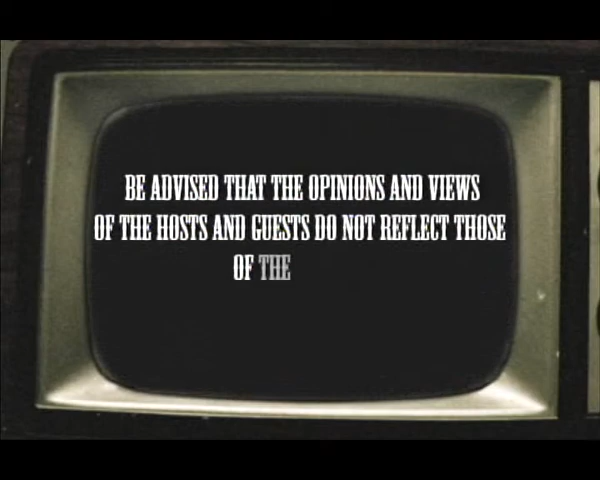 BE ADVISED THAT THE OPINIONS AND VIEWS
OF THE HOSTS AND GUESTS DO NOT REFLECT THOSE
OF THE